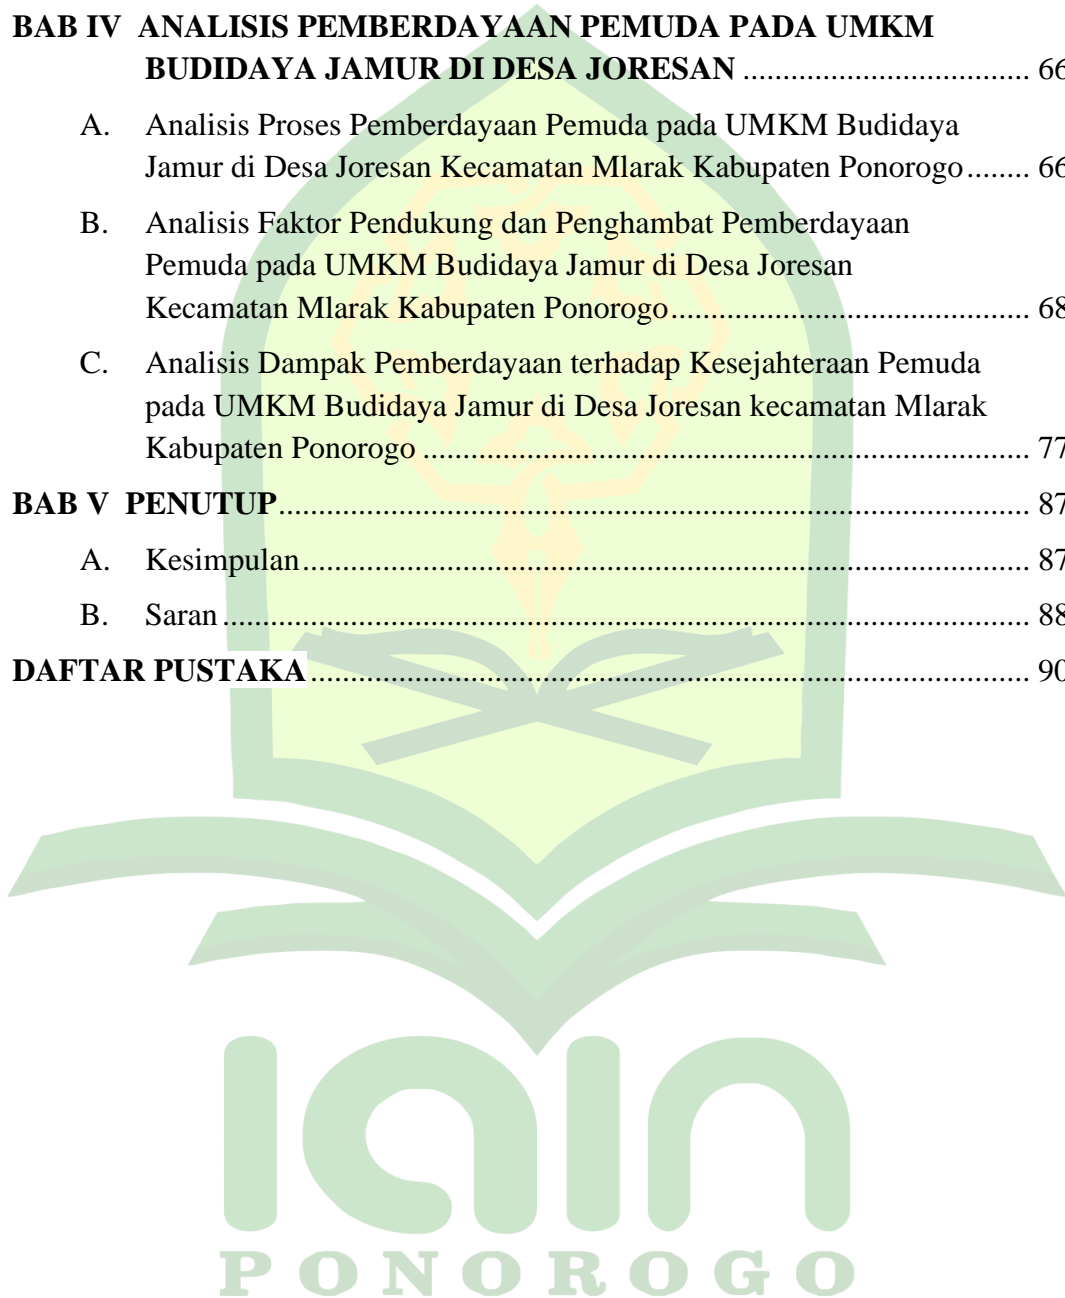 BAB IV ANALISIS PEMBERDAYAAN PEMUDA PADA UMKM
BUDIDAYA JAMUR DI DESA JORESAN ................................ 66
A. Analisis Proses Pemberdayaan Pemuda pada UMKM Budidaya
Jamur di Desa Joresan Kecamatan Mlarak Kabupaten Ponorogo ........ 66
B. Analisis Faktor Pendukung dan Penghambat Pemberdayaan
Pemuda pada UMKM Budidaya Jamur di Desa Joresan
Kecamatan Mlarak Kabupaten Ponorogo ........................................ 68
C. Analisis Dampak Pemberdayaan terhadap Kesejahteraan Pemuda
pada UMKM Budidaya Jamur di Desa Joresan kecamatan Mlarak
Kabupaten Ponorogo .................................................................... 77
BAB V PENUTUP .................................................................................... 87
A. Kesimpulan ................................................................................. 87
B. Saran .......................................................................................... 88
DAFTAR PUSTAKA ................................................................................ 90
iain
PONOROGO